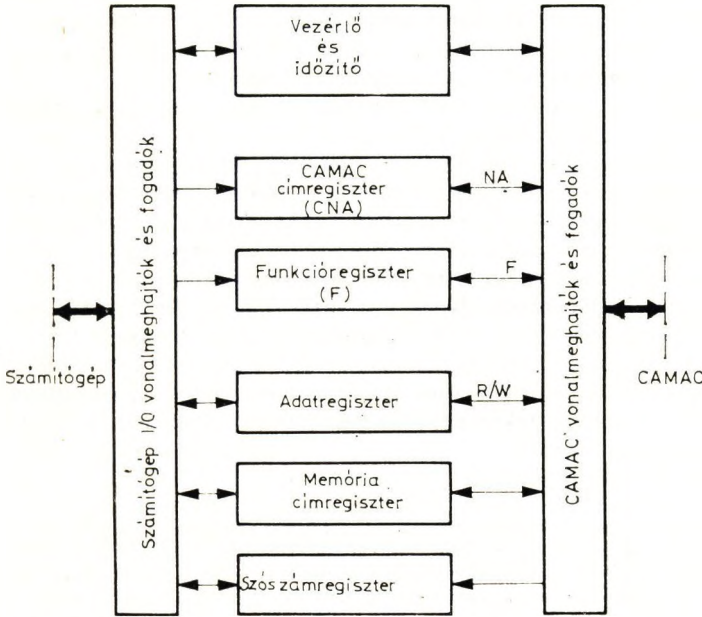 Vezérlő
és
időzítő
CAMAC
címregiszter
(CNA)
NA
Funkcióregiszter
(F)
F
Számítógép
Számítógép I/O vonalmeghajtók és fogadók
CAMAC vonalmeghajtók és fogadók
CAMAC
Adatregiszter
R/W
Memória
címregiszter
Szószámregiszter